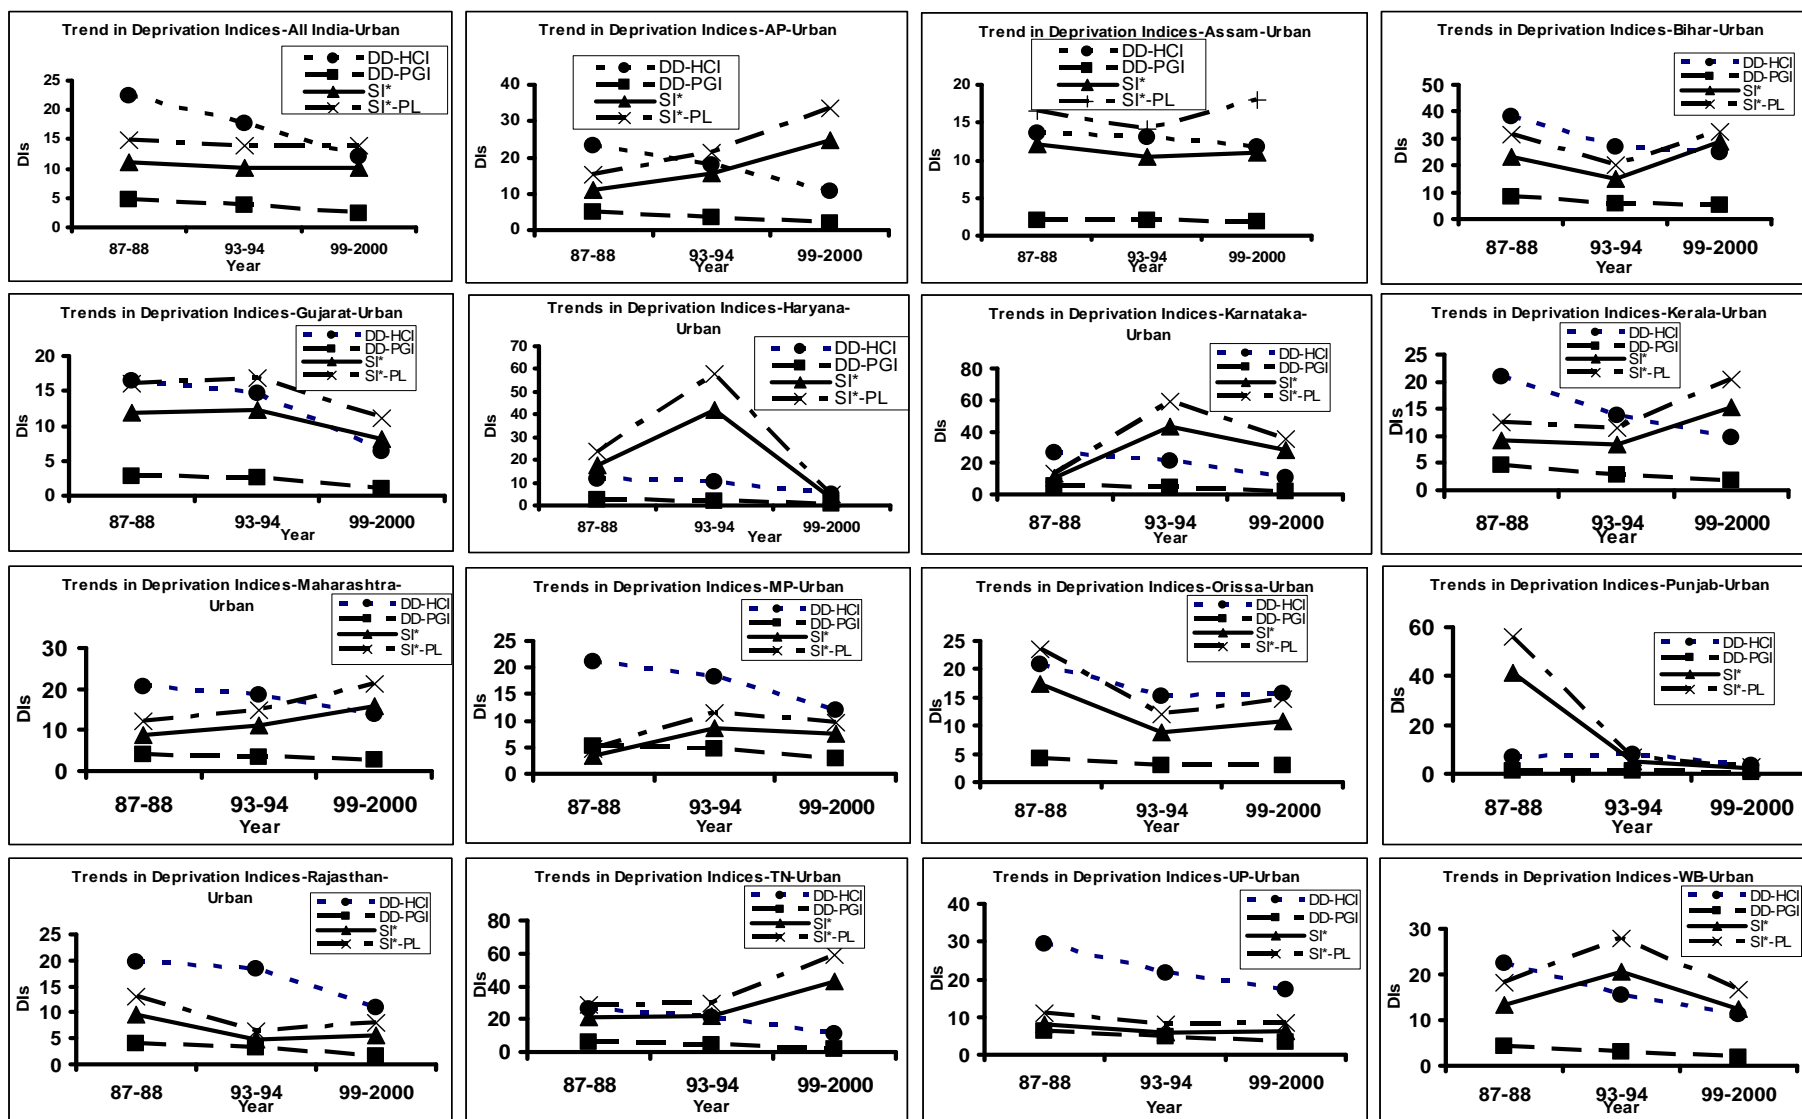 Trend in Deprivation Indices-All India-Urban
DD-HCI
DD-PGI
SI*
SI*-PL
25
20
15
10
5
0
DIs
87-88 93-94 99-2000
Year
Trend in Deprivation Indices-AP-Urban
DD-HCI
DD-PGI
SI*
SI*-PL
40
30
20
10
0
DIs
87-88 93-94 99-2000
Year
Trend in Deprivation Indices-Assam-Urban
DD-HCI
DD-PGI
SI*
SI*-PL
20
15
10
5
0
DIs
87-88 93-94 99-2000
Year
Trends in Deprivation Indices-Bihar-Urban
DD-HCI
DD-PGI
SI*
SI*-PL
50
40
30
20
10
0
DIs
87-88 93-94 99-2000
Year
Trends in Deprivation Indices-Gujarat-Urban
DD-HCI
DD-PGI
SI*
SI*-PL
20
15
10
5
0
DIs
87-88 93-94 99-2000
Year
Trends in Deprivation Indices-Haryana-
Urban
DD-HCI
DD-PGI
SI*
SI*-PL
70
60
50
40
30
20
10
0
DIs
87-88 93-94 99-2000
Year
Trends in Deprivation Indices-Karnataka-
Urban
DD-HCI
DD-PGI
SI*
SI*-PL
80
60
40
20
0
DIs
87-88 93-94 99-2000
Year
Trends in Deprivation Indices-Kerala-Urban
DD-HCI
DD-PGI
SI*
SI*-PL
25
20
15
10
5
0
DIs
87-88 93-94 99-2000
Year
Trends in Deprivation Indices-Maharashtra-
Urban
DD-HCI
DD-PGI
SI*
SI*-PL
30
20
10
0
DIs
87-88 93-94 99-2000
Year
Trends in Deprivation Indices-MP-Urban
DD-HCI
DD-PGI
SI*
SI*-PL
25
20
15
10
5
0
DIs
87-88 93-94 99-2000
Year
Trends in Deprivation Indices-Orissa-Urban
DD-HCI
DD-PGI
SI*
SI*-PL
25
20
15
10
5
0
DIs
87-88 93-94 99-2000
Year
Trends in Deprivation Indices-Punjab-Urban
DD-HCI
DD-PGI
SI*
SI*-PL
60
40
20
0
DIs
87-88 93-94 99-2000
Year
Trends in Deprivation Indices-Rajasthan-
Urban
DD-HCI
DD-PGI
SI*
SI*-PL
25
20
15
10
5
0
DIs
87-88 93-94 99-2000
Year
Trends in Deprivation Indices-TN-Urban
DD-HCI
DD-PGI
SI*
SI*-PL
80
60
40
20
0
DIs
87-88 93-94 99-2000
Year
Trends in Deprivation Indices-UP-Urban
DD-HCI
DD-PGI
SI*
SI*-PL
40
30
20
10
0
DIs
87-88 93-94 99-2000
Year
Trends in Deprivation Indices-WB-Urban
DD-HCI
DD-PGI
SI*
SI*-PL
30
20
10
0
DIs
87-88 93-94 99-2000
Year